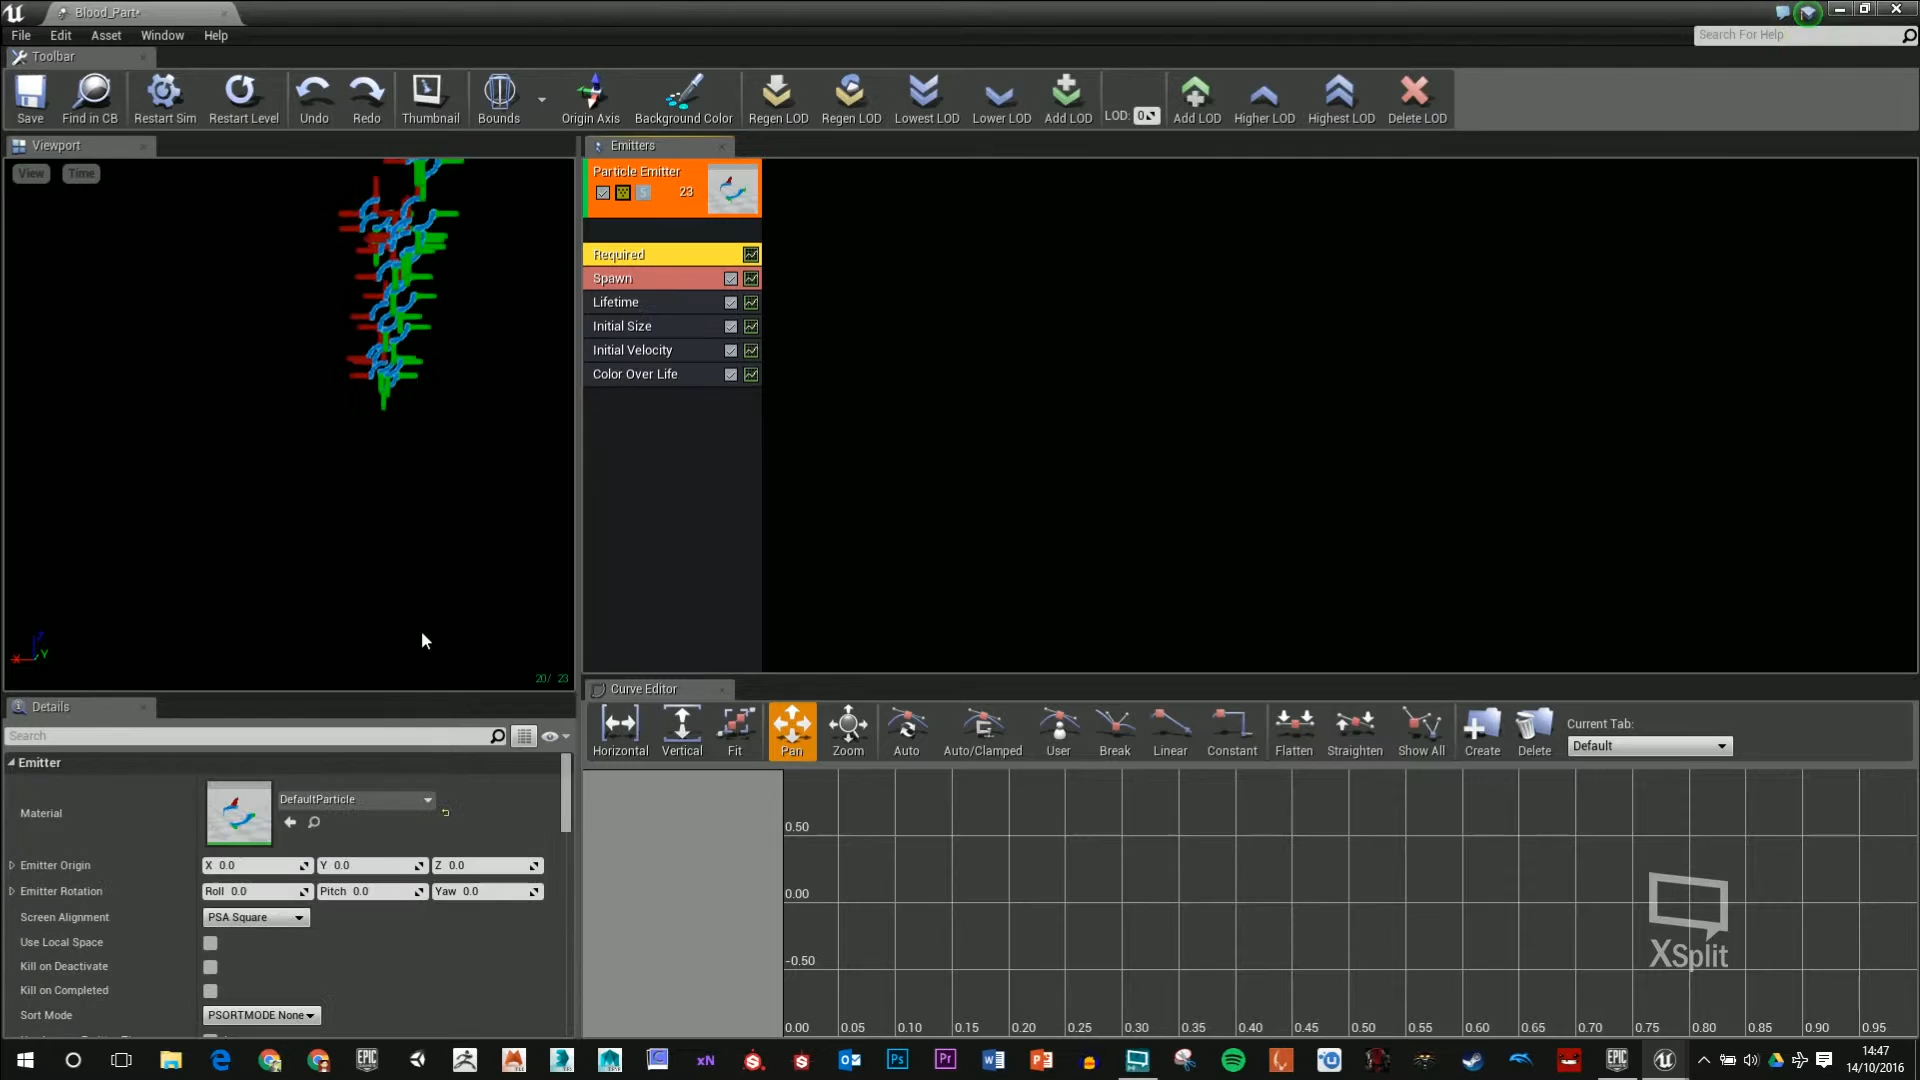 Blood_Part*
File Edit Asset Window Help
Search For Help
Toolbar
Save Find in CB Restart Sim Restart Level Undo Redo Thumbnail Bounds Origin Axis Background Color Regen LOD Regen LOD Lowest LOD Lower LOD Add LOD LOD: 0 Add LOD Higher LOD Highest LOD Delete LOD
Viewport
View Time
20/ 23
Emitters
Particle Emitter
23
Required
Spawn
Lifetime
Initial Size
Initial Velocity
Color Over Life
Details
Search
Emitter
Material DefaultParticle
Emitter Origin X 0.0 Y 0.0 Z 0.0
Emitter Rotation Roll 0.0 Pitch 0.0 Yaw 0.0
Screen Alignment PSA Square
Use Local Space
Kill on Deactivate
Kill on Completed
Sort Mode PSORTMODE None
Curve Editor
Horizontal Vertical Fit Pan Zoom Auto Auto/Clamped User Break Linear Constant Flatten Straighten Show All Create Delete
Current Tab:
Default
0.50
0.00
-0.50
0.00 0.05 0.10 0.15 0.20 0.25 0.30 0.35 0.40 0.45 0.50 0.55 0.60 0.65 0.70 0.75 0.80 0.85 0.90 0.95
XSplit
14:47
14/10/2016